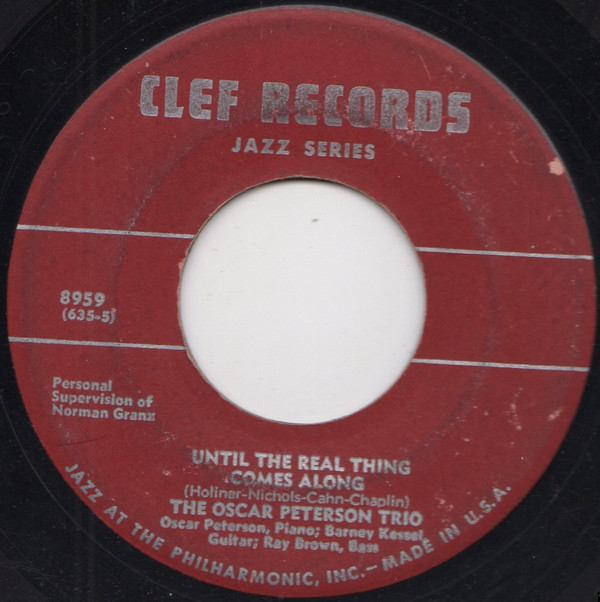 CLEF RECORDS
JAZZ SERIES
8959
(635-5)
Personal
Supervision of
Norman Granz
UNTIL THE REAL THING
COMES ALONG
(Holiner-Nichols-Cahn-Chaplin)
THE OSCAR PETERSON TRIO
Oscar Peterson, Piano; Barney Kessel
Guitar; Ray Brown, Bass
JAZZ AT THE PHILHARMONIC, INC.—MADE IN U.S.A.